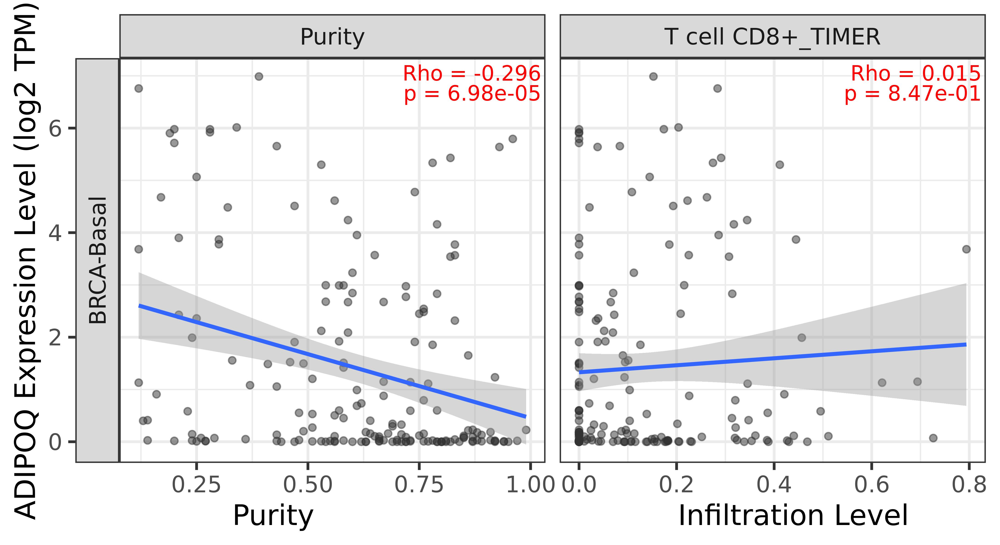 Purity
T cell CD8+_TIMER
ADIPOQ Expression Level (log2 TPM)
BRCA-Basal
Rho = -0.296
p = 6.98e-05
Rho = 0.015
p = 8.47e-01
6
4
2
0
0.25 0.50 0.75 1.00
0.0 0.2 0.4 0.6 0.8
Purity
Infiltration Level